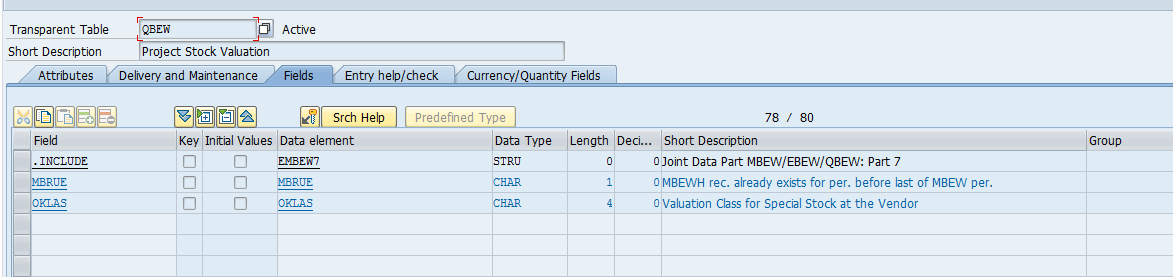 Transparent Table QBEW Active
Short Description Project Stock Valuation
Attributes Delivery and Maintenance Fields Entry help/check Currency/Quantity Fields
Srch Help Predefined Type 78 / 80
Field Key Initial Values Data element Data Type Length Deci... Short Description Group
.INCLUDE EMBEW7 STRU 0 0 Joint Data Part MBEW/EBEW/QBEW: Part 7
MBRUE MBRUE CHAR 1 0 MBEWH rec. already exists for per. before last of MBEW per.
OKLAS OKLAS CHAR 4 0 Valuation Class for Special Stock at the Vendor